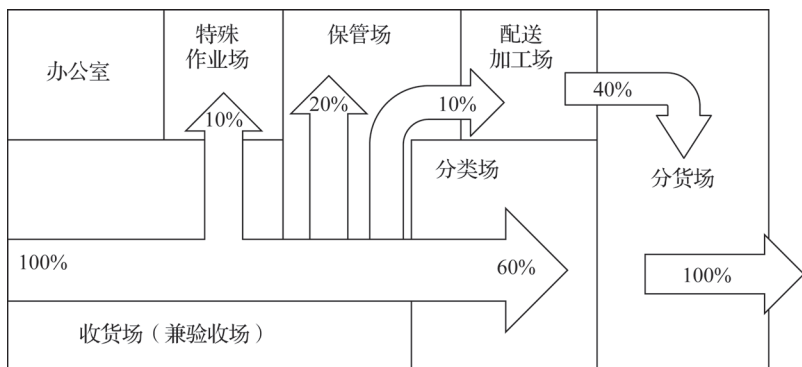 办公室
特殊
作业场
保管场
配送
加工场
10%
20%
10%
40%
分类场
分货场
100%
60%
100%
收货场（兼验收场）